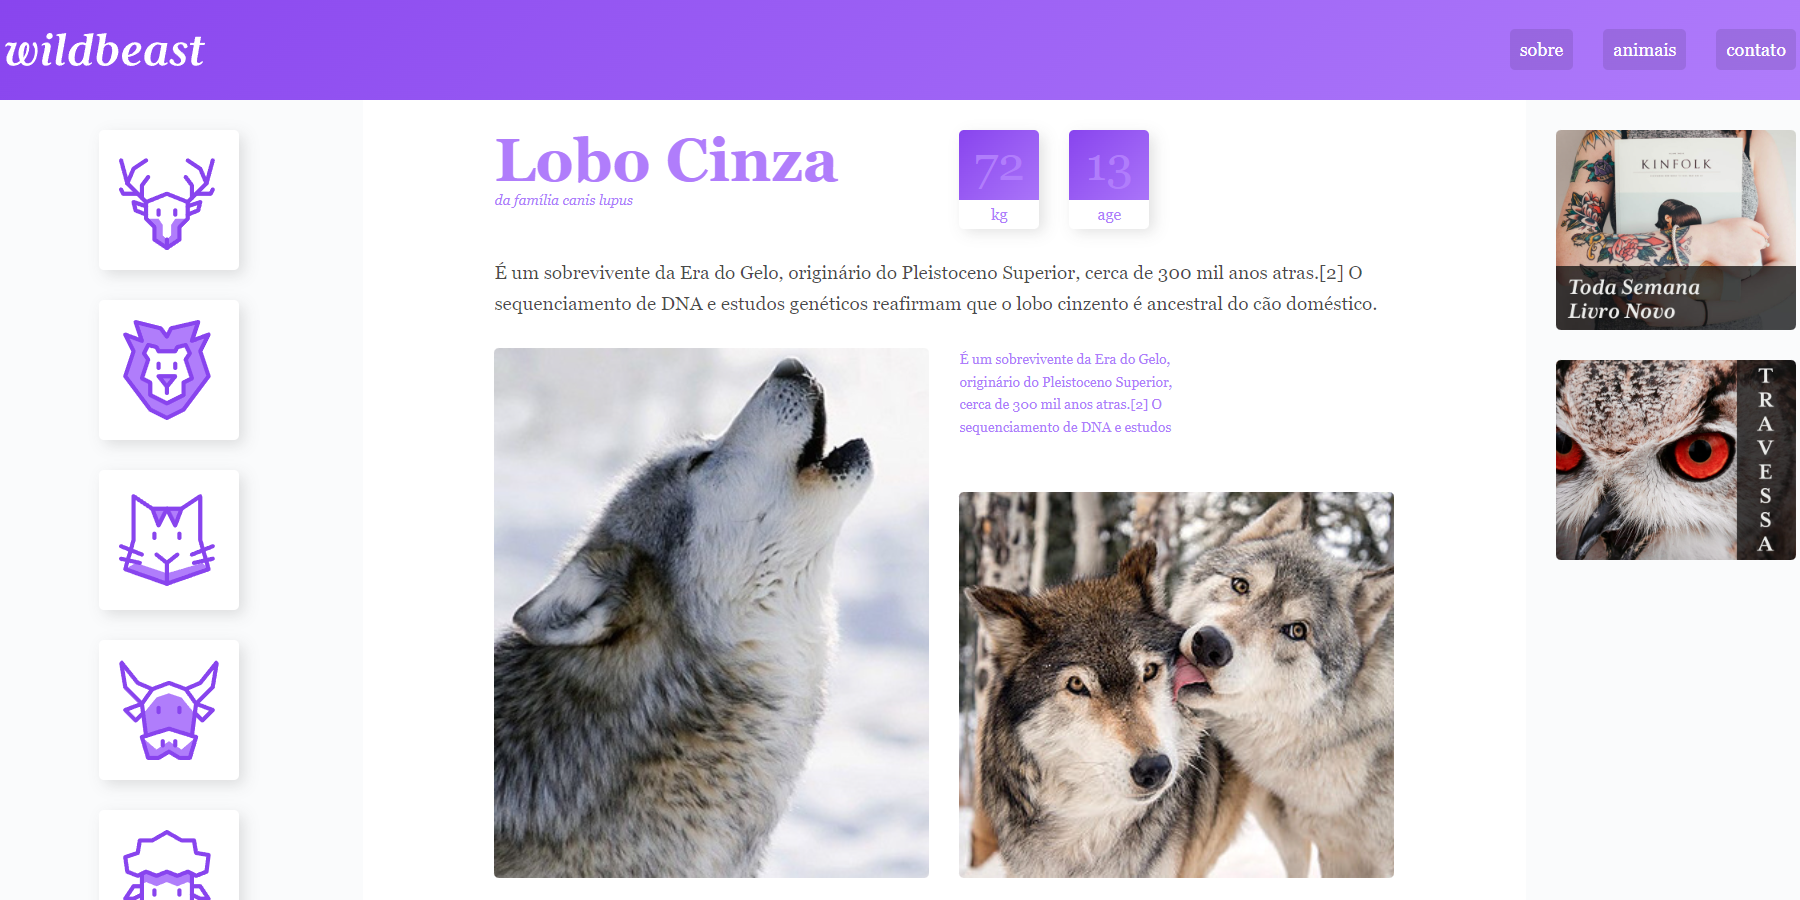 wildbeast
sobre
animais
contato
Lobo Cinza
da família canis lupus
72
kg
13
age
É um sobrevivente da Era do Gelo, originário do Pleistoceno Superior, cerca de 300 mil anos atras.[2] O
sequenciamento de DNA e estudos genéticos reafirmam que o lobo cinzento é ancestral do cão doméstico.
É um sobrevivente da Era do Gelo,
originário do Pleistoceno Superior,
cerca de 300 mil anos atras.[2] O
sequenciamento de DNA e estudos
KINFOLK
Toda Semana
Livro Novo
TRAVESSA